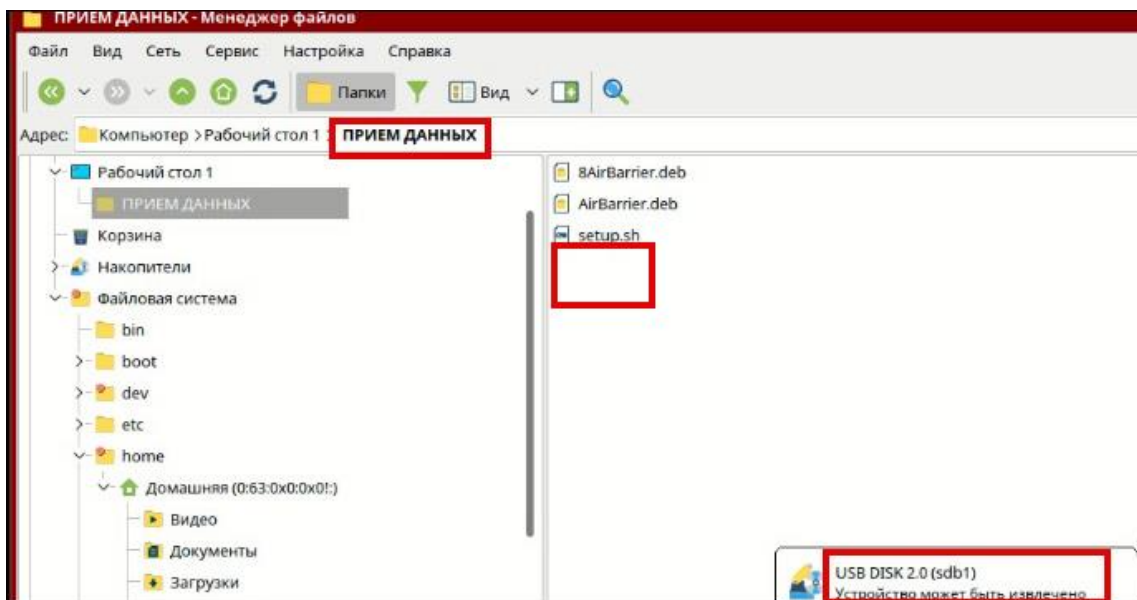 ПРИЕМ ДАННЫХ - Менеджер файлов
Файл Вид Сеть Сервис Настройка Справка
Папки Вид
Адрес: Компьютер > Рабочий стол 1 > ПРИЕМ ДАННЫХ
Рабочий стол 1
ПРИЕМ ДАННЫХ
Корзина
Накопители
Файловая система
bin
boot
dev
etc
home
Домашняя (0:63:0x0:0x0!:)
Видео
Документы
Загрузки
8AirBarrier.deb
AirBarrier.deb
setup.sh
USB DISK 2.0 (sdb1)
Устройство может быть извлечено